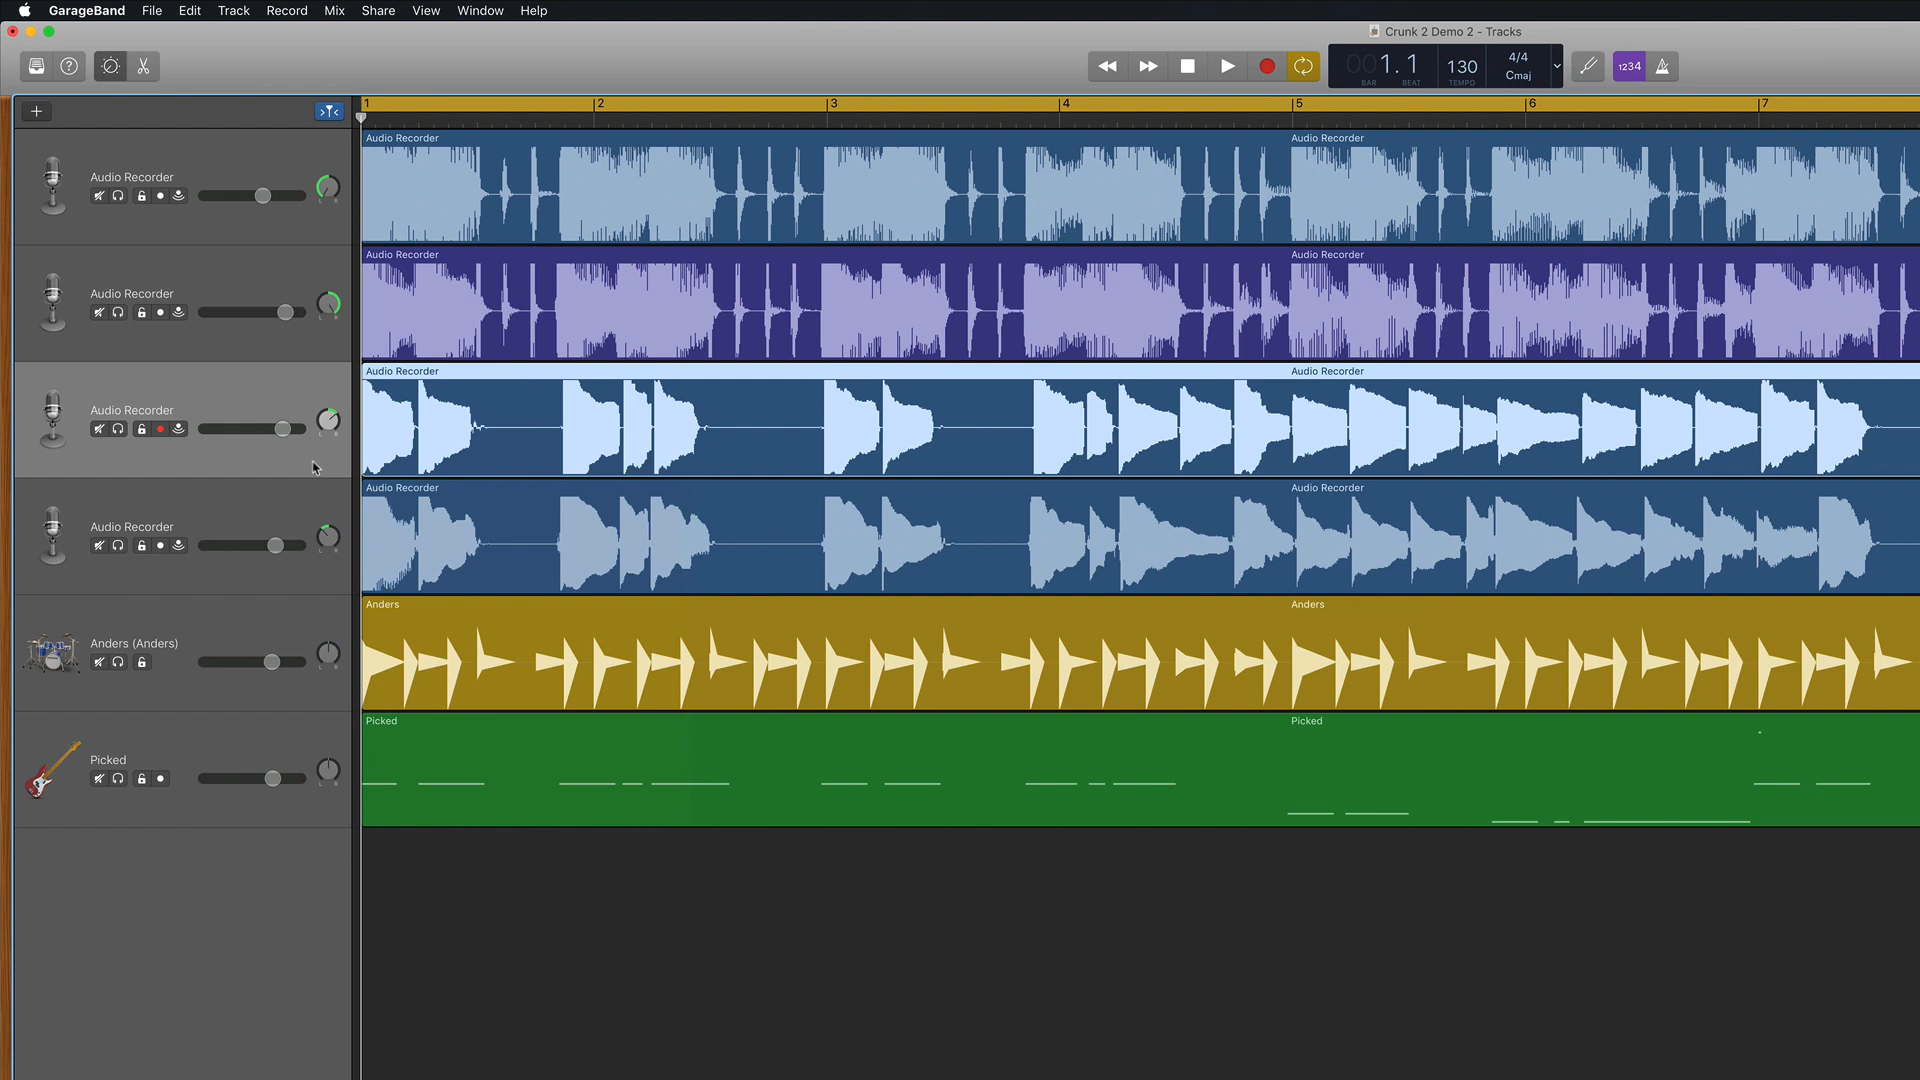 GarageBand File Edit Track Record Mix Share View Window Help
Crunk 2 Demo 2 - Tracks
001. 1 130 4/4 Cmaj
BAR BEAT TEMPO
1234
1 2 3 4 5 6 7
Audio Recorder Audio Recorder
Audio Recorder
L R
Audio Recorder Audio Recorder
Audio Recorder
L R
Audio Recorder Audio Recorder
Audio Recorder
L R
Audio Recorder Audio Recorder
Audio Recorder
L R
Anders Anders
Anders (Anders)
L R
Picked Picked
Picked
L R